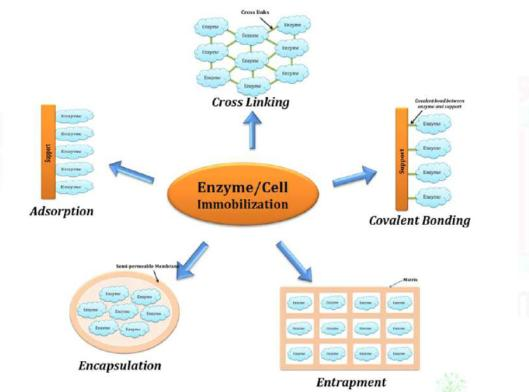 Cross links
Enzyme
Enzyme
Enzyme
Enzyme
Enzyme
Enzyme
Enzyme
Enzyme
Enzyme
Cross Linking
Support
Enzyme
Enzyme
Enzyme
Enzyme
Enzyme
Adsorption
Enzyme/Cell
Immobilization
Covalent bond between
enzyme and support
Support
Enzyme
Enzyme
Enzyme
Enzyme
Covalent Bonding
Semi-permeable Membrane
Enzyme
Enzyme
Enzyme
Enzyme
Enzyme
Enzyme
Enzyme
Encapsulation
Matrix
Enzyme
Enzyme
Enzyme
Enzyme
Enzyme
Enzyme
Enzyme
Enzyme
Enzyme
Enzyme
Enzyme
Enzyme
Entrapment